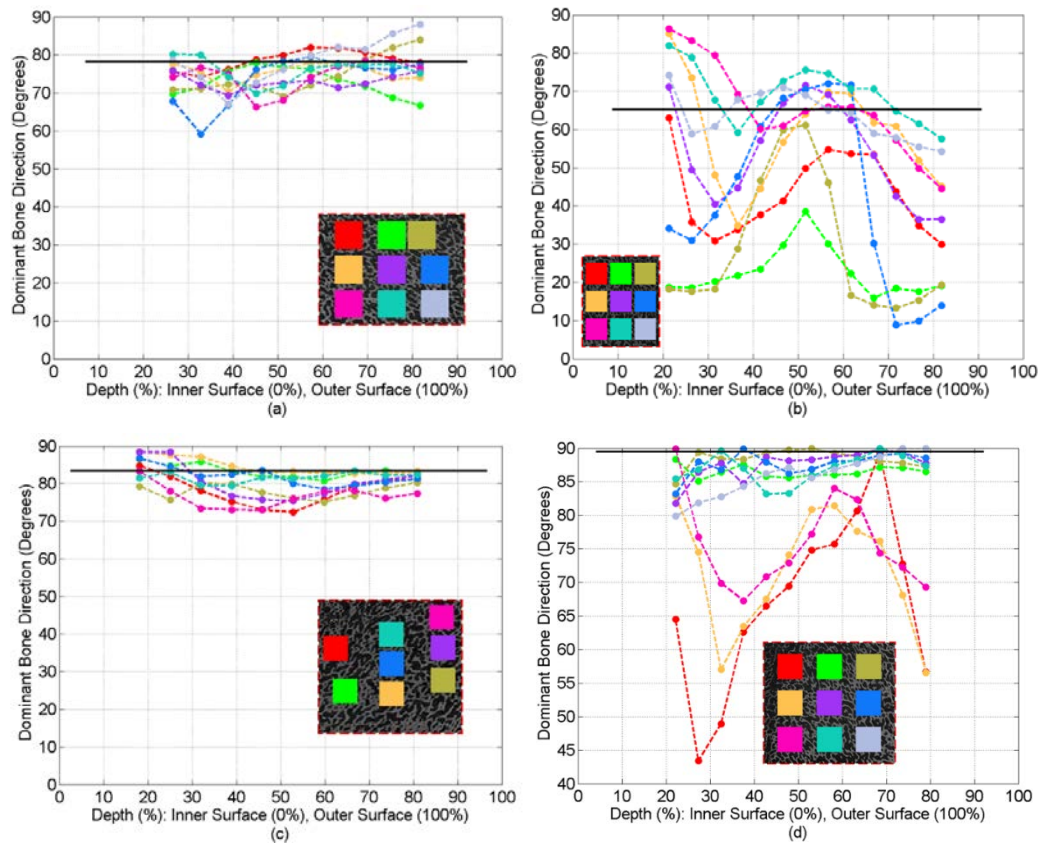 90
80
70
60
50
40
30
20
10
0
Dominant Bone Direction (Degrees)
0 10 20 30 40 50 60 70 80 90 100
Depth (%): Inner Surface (0%), Outer Surface (100%)
(a)
90
80
70
60
50
40
30
20
10
0
Dominant Bone Direction (Degrees)
0 10 20 30 40 50 60 70 80 90 100
Depth (%): Inner Surface (0%), Outer Surface (100%)
(b)
90
80
70
60
50
40
30
20
10
0
Dominant Bone Direction (Degrees)
0 10 20 30 40 50 60 70 80 90 100
Depth (%): Inner Surface (0%), Outer Surface (100%)
(c)
90
85
80
75
70
65
60
55
50
45
40
Dominant Bone Direction (Degrees)
0 10 20 30 40 50 60 70 80 90 100
Depth (%): Inner Surface (0%), Outer Surface (100%)
(d)